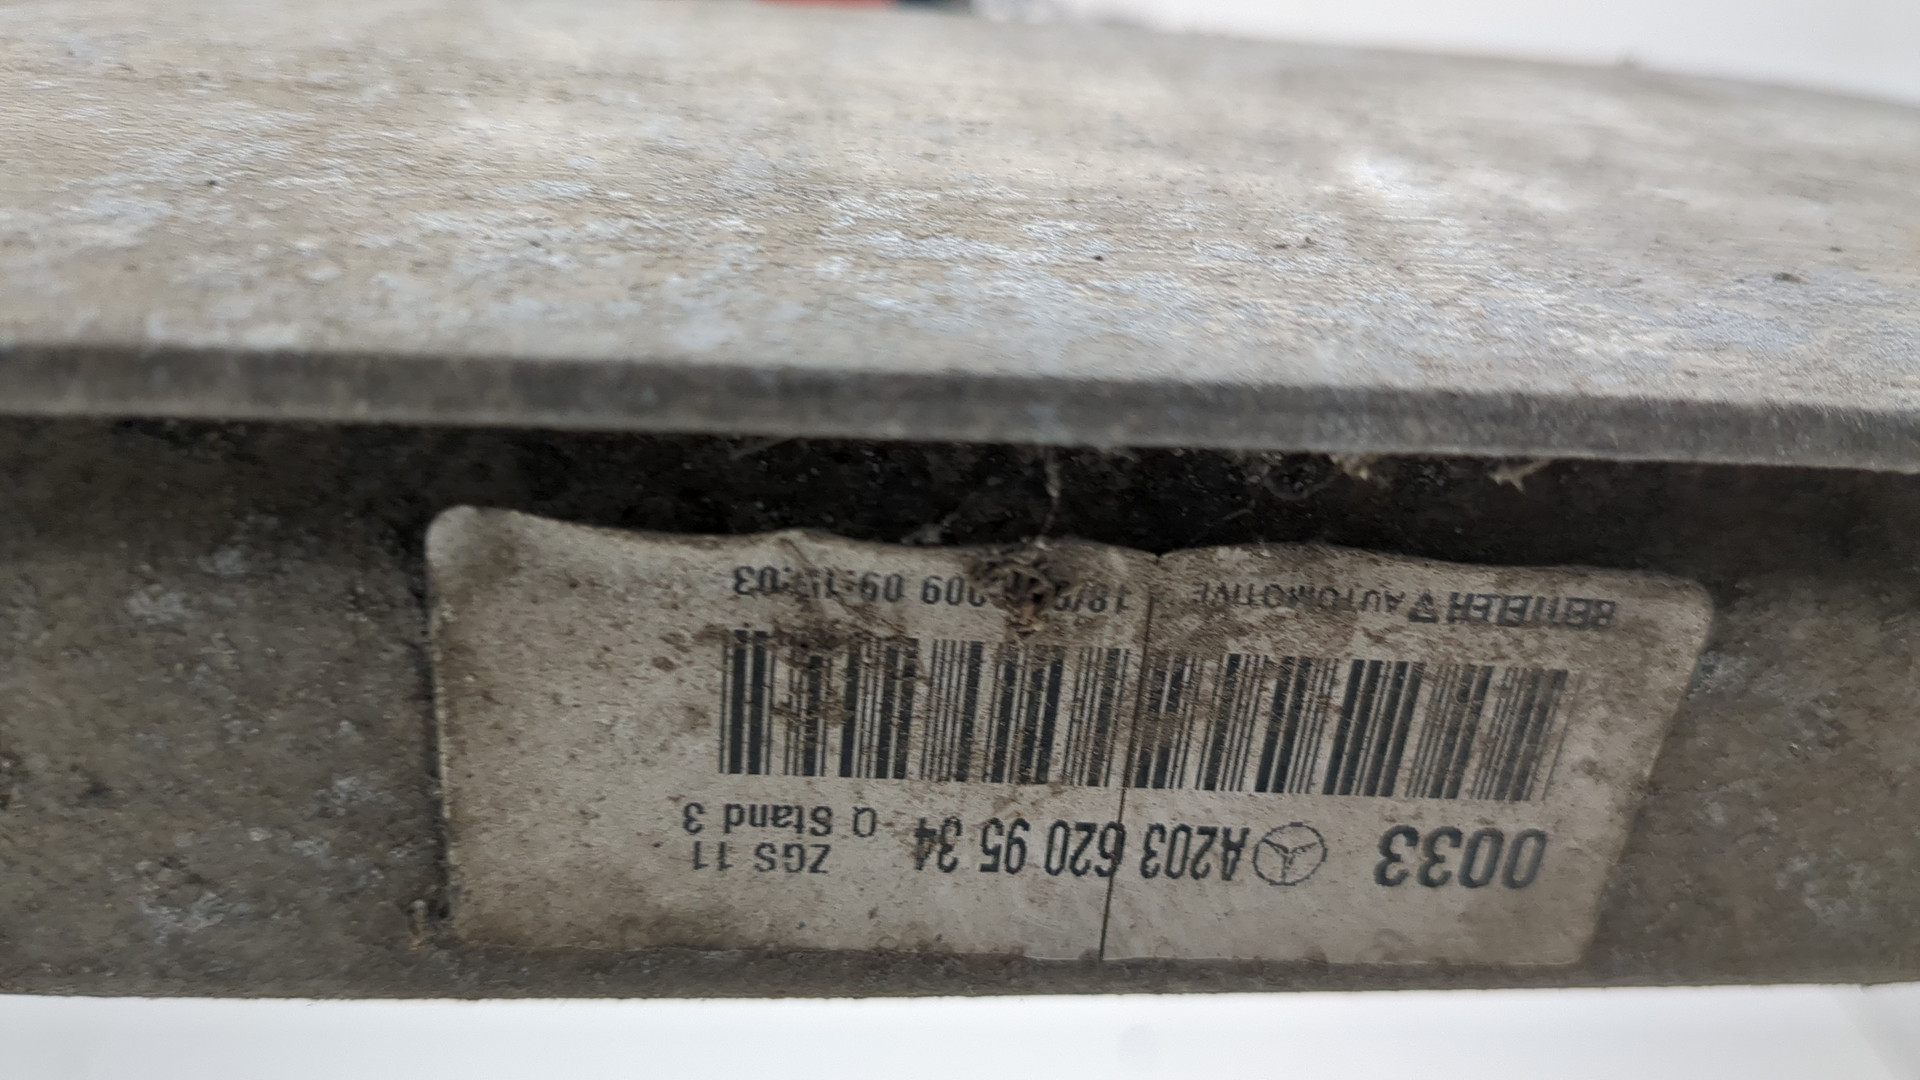 0033 A203 620 95 34 ZGS 11
Q Stand 3
BENTELER AUTOMOTIVE